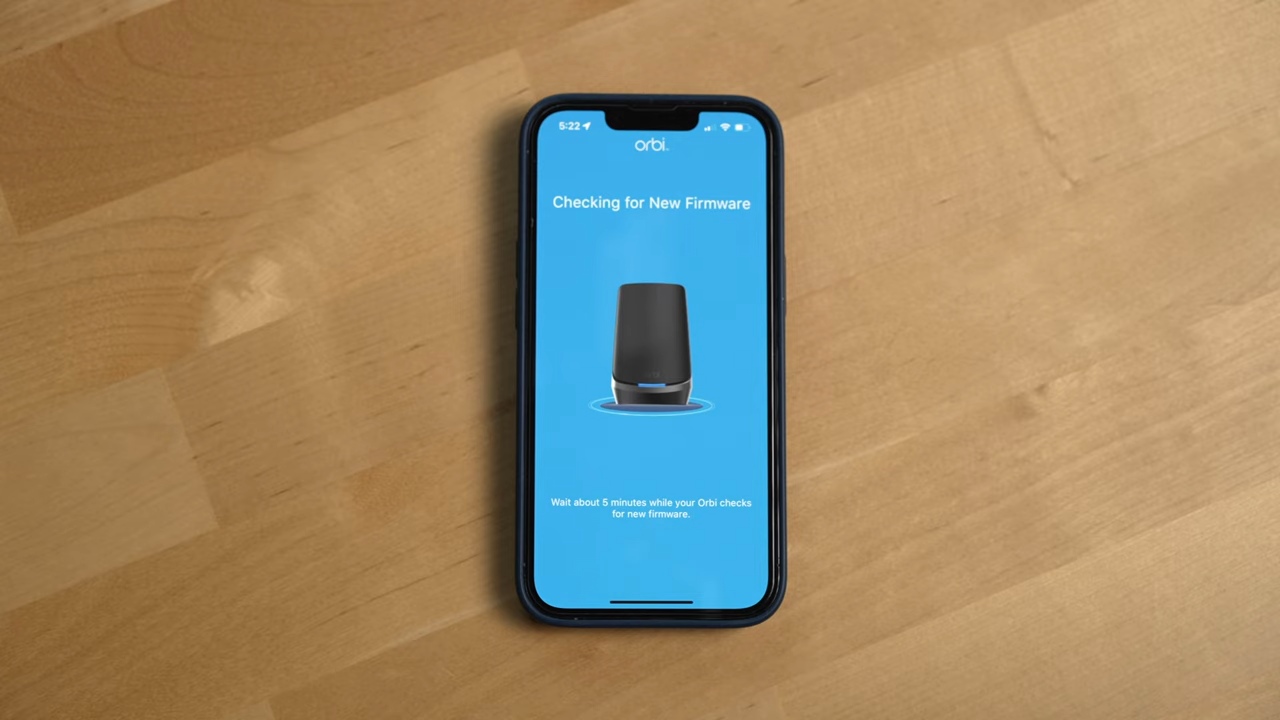 5:22
orbi
Checking for New Firmware
Wait about 5 minutes while your Orbi checks
for new firmware.